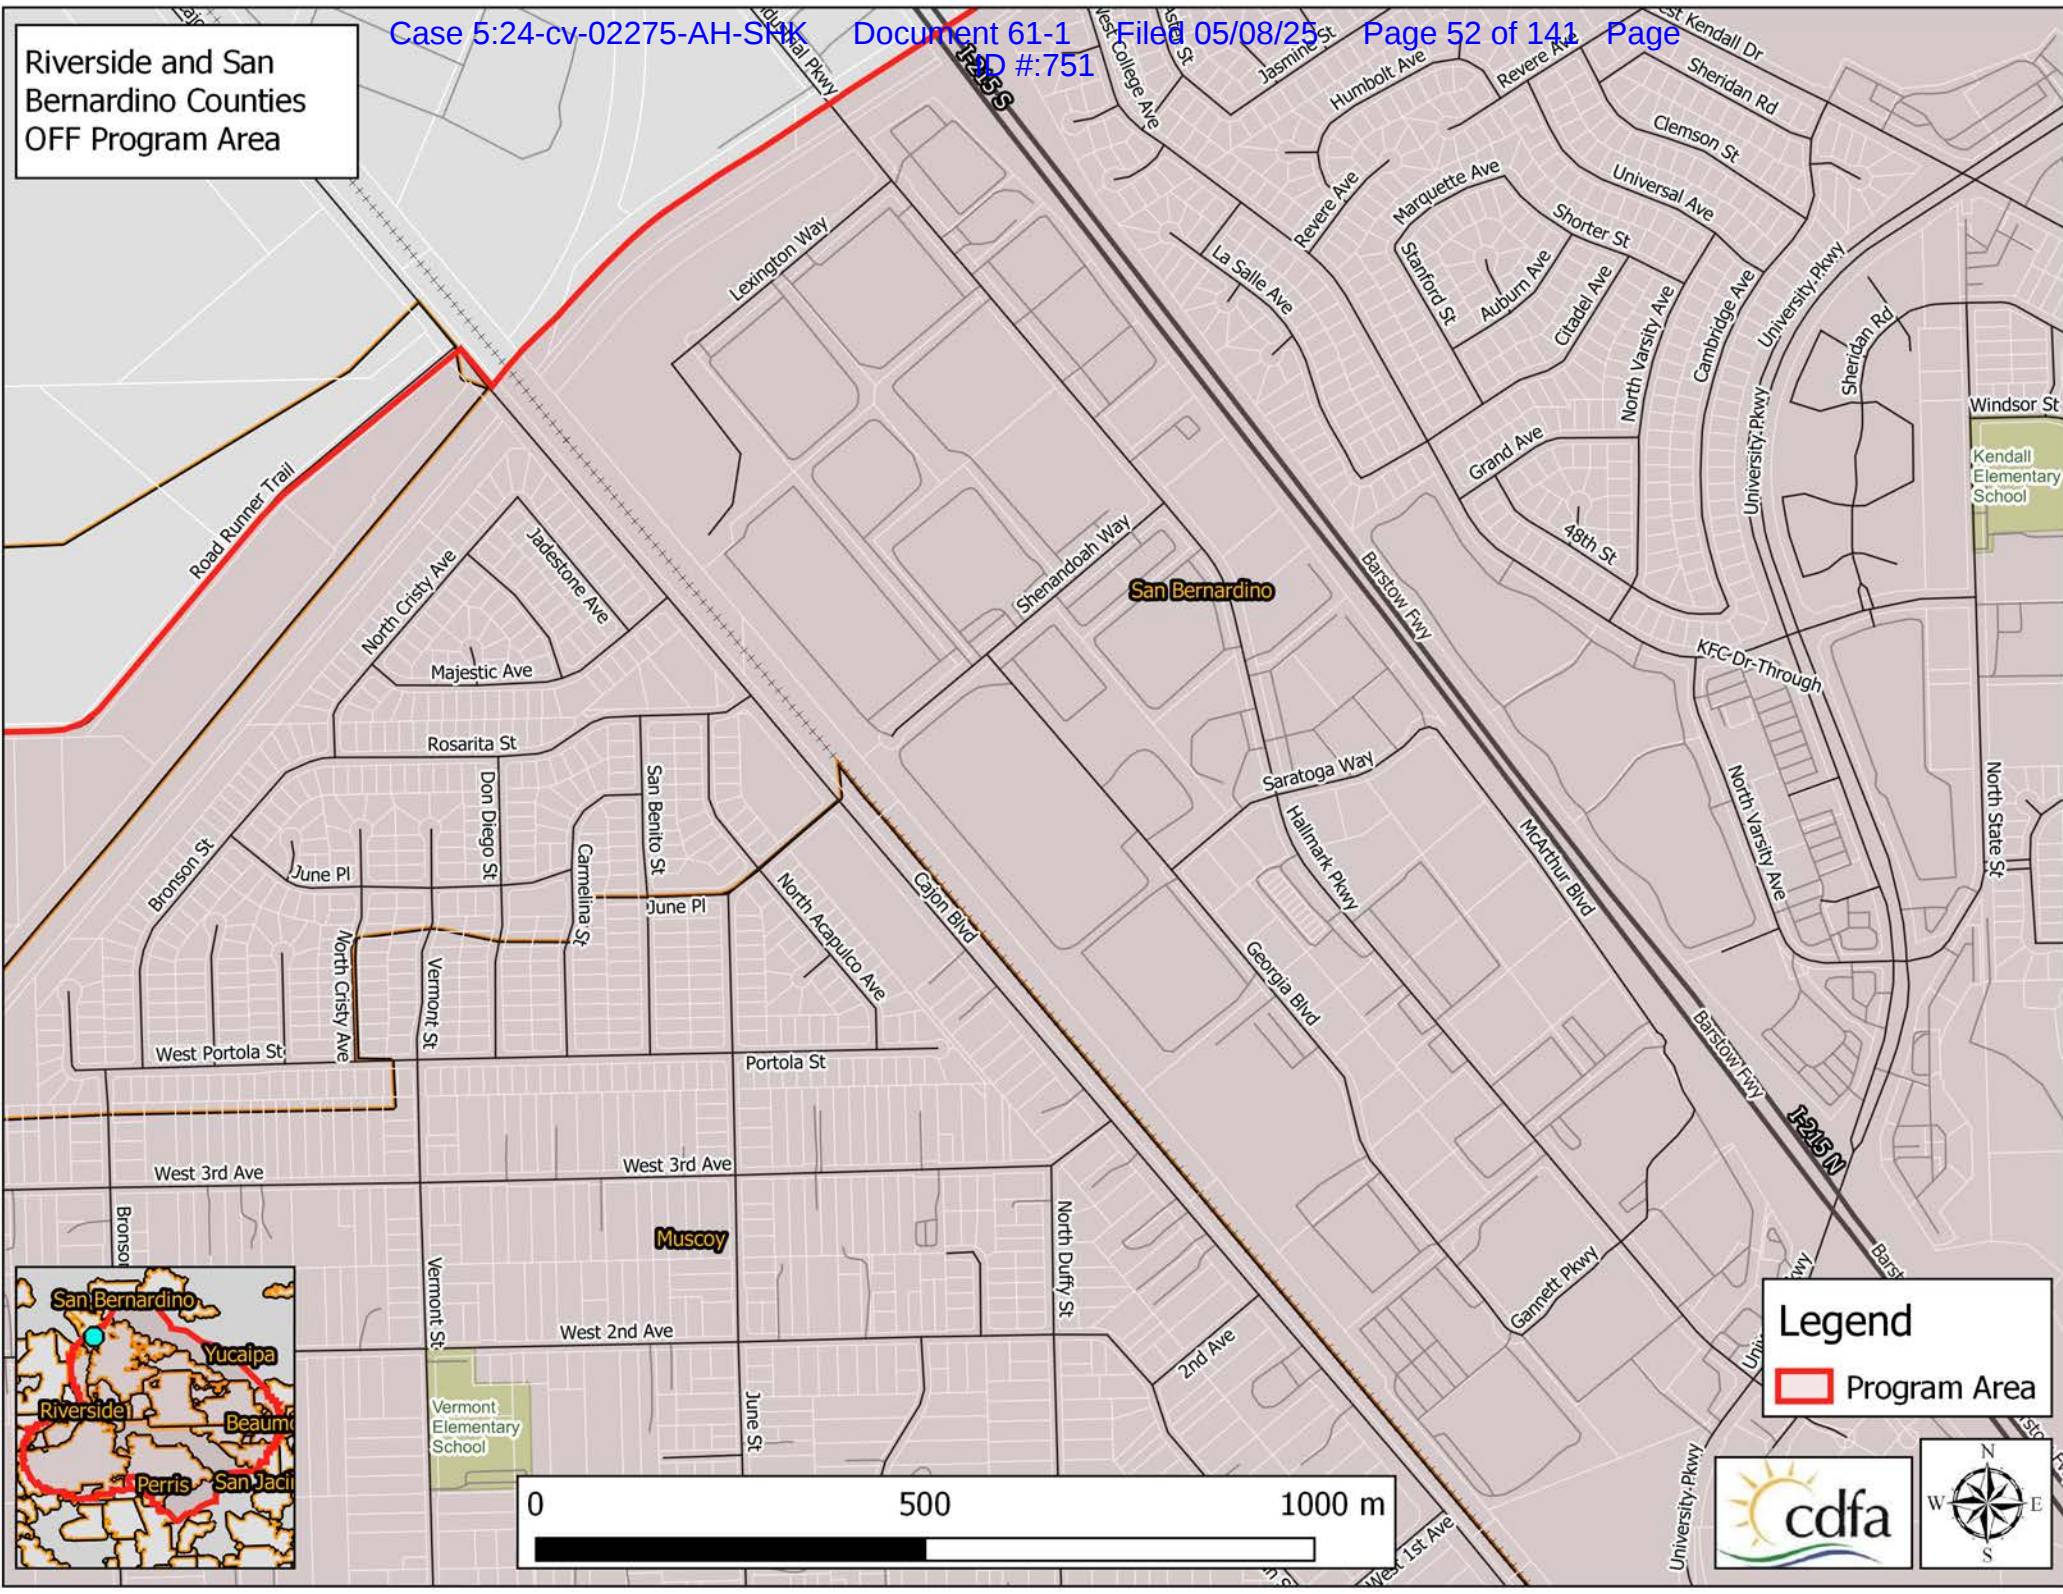 Case 5:24-cv-02275-AH-SHK Document 61-1 Filed 05/08/25 Page 52 of 141 Page
ID #:751
Riverside and San
Bernardino Counties
OFF Program Area
I-215 S
West College Ave
Jasmine St
Humbolt Ave
Revere Ave
Sheridan Rd
Clemson St
Universal Ave
Marquette Ave
Shorter St
Revere Ave
La Salle Ave
Stanford St
Auburn Ave
Citadel Ave
North Varsity Ave
Cambridge Ave
University Pkwy
Sheridan Rd
Lexington Way
Windsor St
Kendall
Elementary
School
University Pkwy
Grand Ave
48th St
Road Runner Trail
North Cristy Ave
Jadestone Ave
Majestic Ave
Shenandoah Way
San Bernardino
Barstow Fwy
KFC Dr-Through
Rosarita St
Don Diego St
San Benito St
Saratoga Way
Hallmark Pkwy
McArthur Blvd
North Varsity Ave
North State St
Bronson St
June Pl
Carmelina St
June Pl
North Acapulco Ave
Cajon Blvd
Georgia Blvd
North Cristy Ave
Vermont St
West Portola St
Portola St
Barstow Fwy
I-215 N
West 3rd Ave
West 3rd Ave
Muscoy
North Duffy St
Vermont St
West 2nd Ave
2nd Ave
Gannett Pkwy
Vermont
Elementary
School
June St
West 1st Ave
University Pkwy
San Bernardino
Yucaipa
Riverside
Perris
0 500 1000 m
Legend
Program Area
cdfa
N
W E
S